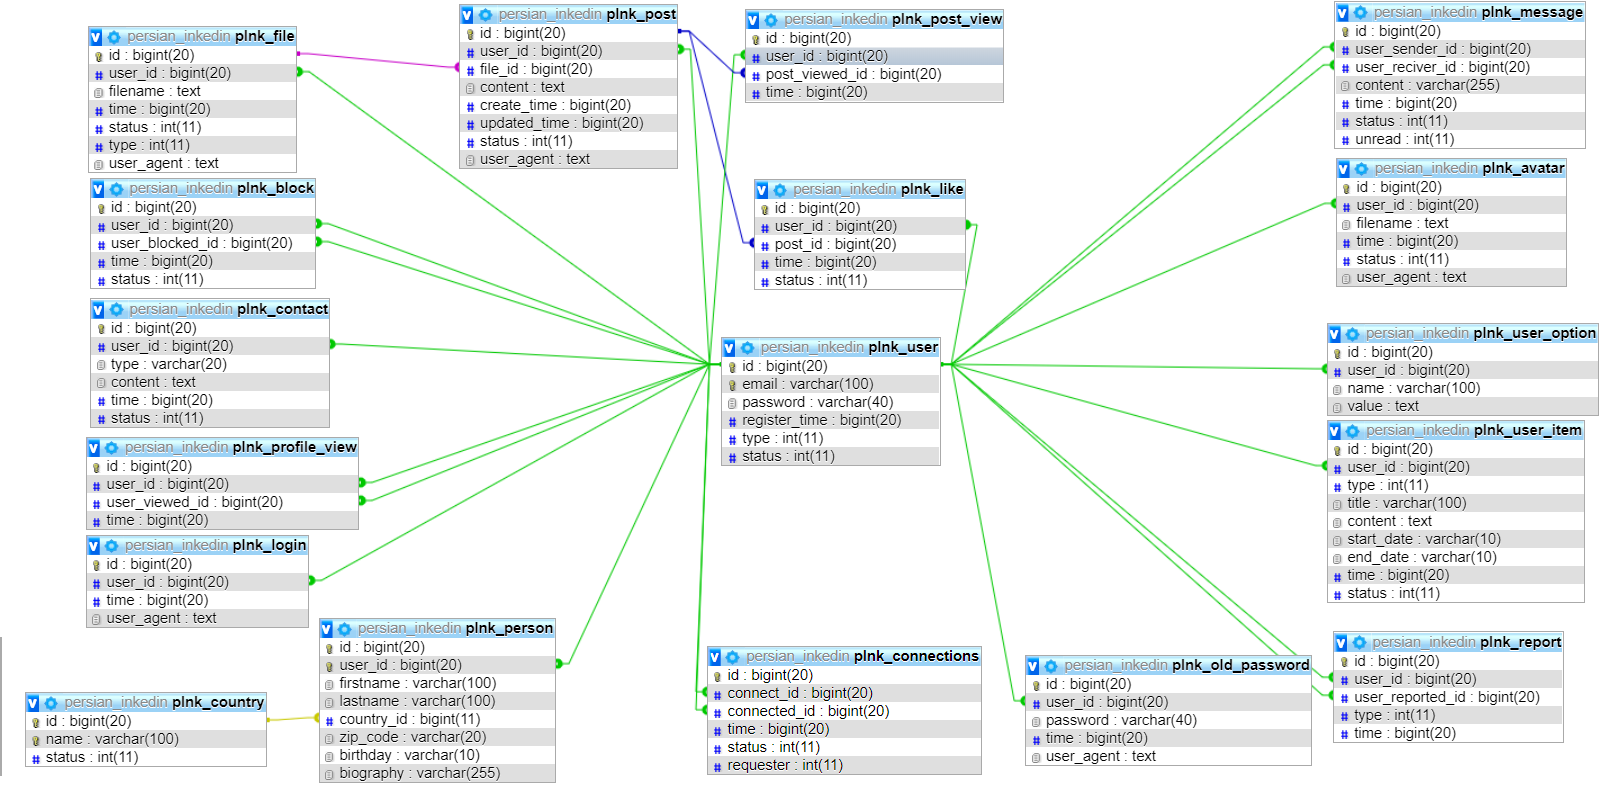 persian_inkedin plnk_file
id : bigint(20)
user_id : bigint(20)
filename : text
time : bigint(20)
status : int(11)
type : int(11)
user_agent : text
persian_inkedin plnk_post
id : bigint(20)
user_id : bigint(20)
file_id : bigint(20)
content : text
create_time : bigint(20)
updated_time : bigint(20)
status : int(11)
user_agent : text
persian_inkedin plnk_post_view
id : bigint(20)
user_id : bigint(20)
post_viewed_id : bigint(20)
time : bigint(20)
persian_inkedin plnk_message
id : bigint(20)
user_sender_id : bigint(20)
user_reciver_id : bigint(20)
content : varchar(255)
time : bigint(20)
status : int(11)
unread : int(11)
persian_inkedin plnk_block
id : bigint(20)
user_id : bigint(20)
user_blocked_id : bigint(20)
time : bigint(20)
status : int(11)
persian_inkedin plnk_like
id : bigint(20)
user_id : bigint(20)
post_id : bigint(20)
time : bigint(20)
status : int(11)
persian_inkedin plnk_avatar
id : bigint(20)
user_id : bigint(20)
filename : text
time : bigint(20)
status : int(11)
user_agent : text
persian_inkedin plnk_contact
id : bigint(20)
user_id : bigint(20)
type : varchar(20)
content : text
time : bigint(20)
status : int(11)
persian_inkedin plnk_user
id : bigint(20)
email : varchar(100)
password : varchar(40)
register_time : bigint(20)
type : int(11)
status : int(11)
persian_inkedin plnk_user_option
id : bigint(20)
user_id : bigint(20)
name : varchar(100)
value : text
persian_inkedin plnk_profile_view
id : bigint(20)
user_id : bigint(20)
user_viewed_id : bigint(20)
time : bigint(20)
persian_inkedin plnk_user_item
id : bigint(20)
user_id : bigint(20)
type : int(11)
title : varchar(100)
content : text
start_date : varchar(10)
end_date : varchar(10)
time : bigint(20)
status : int(11)
persian_inkedin plnk_login
id : bigint(20)
user_id : bigint(20)
time : bigint(20)
user_agent : text
persian_inkedin plnk_person
id : bigint(20)
user_id : bigint(20)
firstname : varchar(100)
lastname : varchar(100)
country_id : bigint(11)
zip_code : varchar(20)
birthday : varchar(10)
biography : varchar(255)
persian_inkedin plnk_country
id : bigint(20)
name : varchar(100)
status : int(11)
persian_inkedin plnk_connections
id : bigint(20)
connect_id : bigint(20)
connected_id : bigint(20)
time : bigint(20)
status : int(11)
requester : int(11)
persian_inkedin plnk_old_password
id : bigint(20)
user_id : bigint(20)
password : varchar(40)
time : bigint(20)
user_agent : text
persian_inkedin plnk_report
id : bigint(20)
user_id : bigint(20)
user_reported_id : bigint(20)
type : int(11)
time : bigint(20)